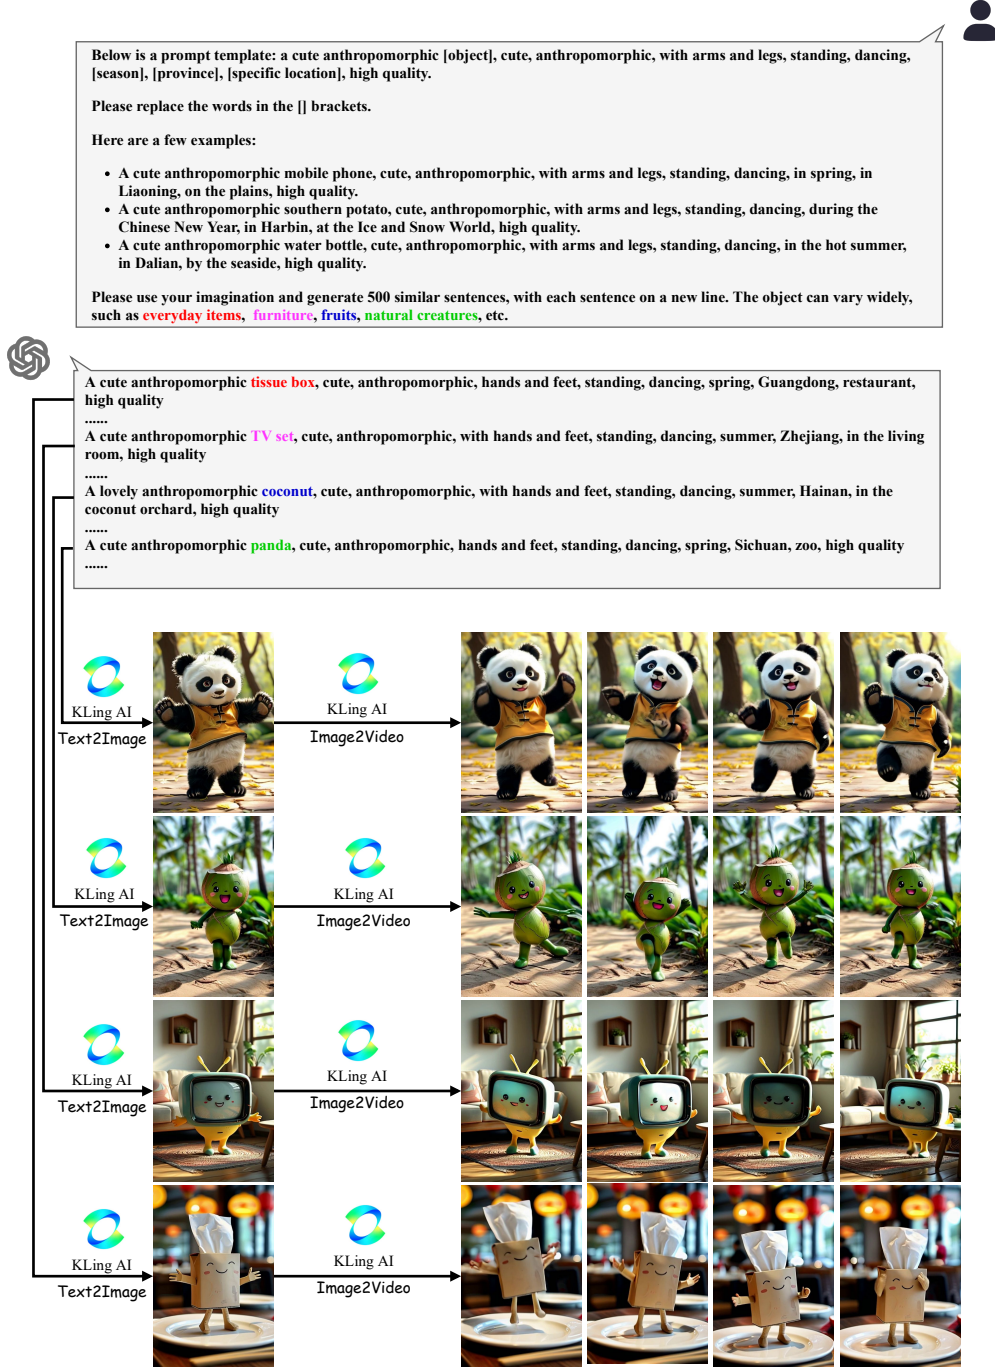 Below is a prompt template: a cute anthropomorphic [object], cute, anthropomorphic, with arms and legs, standing, dancing,
[season], [province], [specific location], high quality.
Please replace the words in the [] brackets.
Here are a few examples:
• A cute anthropomorphic mobile phone, cute, anthropomorphic, with arms and legs, standing, dancing, in spring, in
Liaoning, on the plains, high quality.
• A cute anthropomorphic southern potato, cute, anthropomorphic, with arms and legs, standing, dancing, during the
Chinese New Year, in Harbin, at the Ice and Snow World, high quality.
• A cute anthropomorphic water bottle, cute, anthropomorphic, with arms and legs, standing, dancing, in the hot summer,
in Dalian, by the seaside, high quality.
Please use your imagination and generate 500 similar sentences, with each sentence on a new line. The object can vary widely,
such as everyday items, furniture, fruits, natural creatures, etc.
A cute anthropomorphic tissue box, cute, anthropomorphic, hands and feet, standing, dancing, spring, Guangdong, restaurant,
high quality
......
A cute anthropomorphic TV set, cute, anthropomorphic, with hands and feet, standing, dancing, summer, Zhejiang, in the living
room, high quality
......
A lovely anthropomorphic coconut, cute, anthropomorphic, with hands and feet, standing, dancing, summer, Hainan, in the
coconut orchard, high quality
......
A cute anthropomorphic panda, cute, anthropomorphic, hands and feet, standing, dancing, spring, Sichuan, zoo, high quality
......
KLing AI KLing AI
Text2Image Image2Video
KLing AI KLing AI
Text2Image Image2Video
KLing AI KLing AI
Text2Image Image2Video
KLing AI KLing AI
Text2Image Image2Video